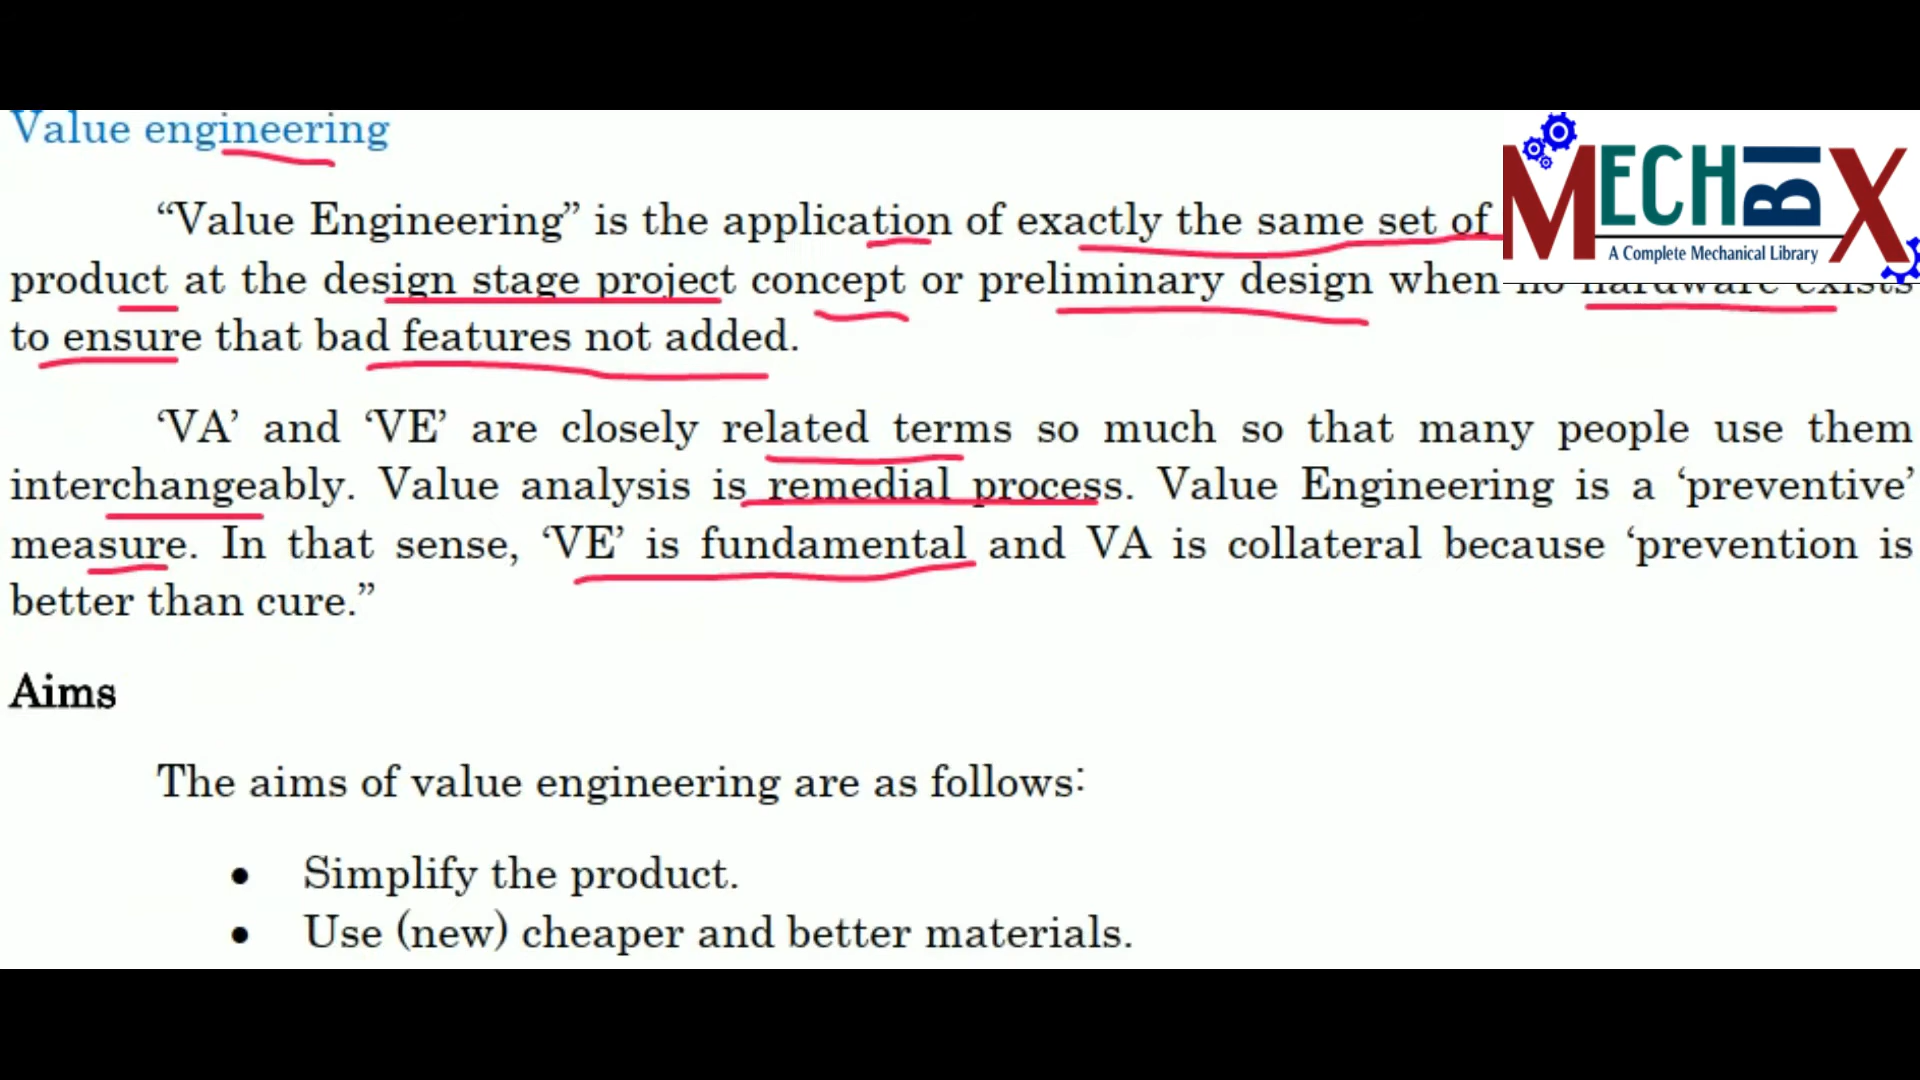 Value engineering
“Value Engineering” is the application of exactly the same set of
product at the design stage project concept or preliminary design when no hardware exists
to ensure that bad features not added.
‘VA’ and ‘VE’ are closely related terms so much so that many people use them
interchangeably. Value analysis is remedial process. Value Engineering is a ‘preventive’
measure. In that sense, ‘VE’ is fundamental and VA is collateral because ‘prevention is
better than cure.”
Aims
The aims of value engineering are as follows:
• Simplify the product.
• Use (new) cheaper and better materials.
MECHBIX
A Complete Mechanical Library